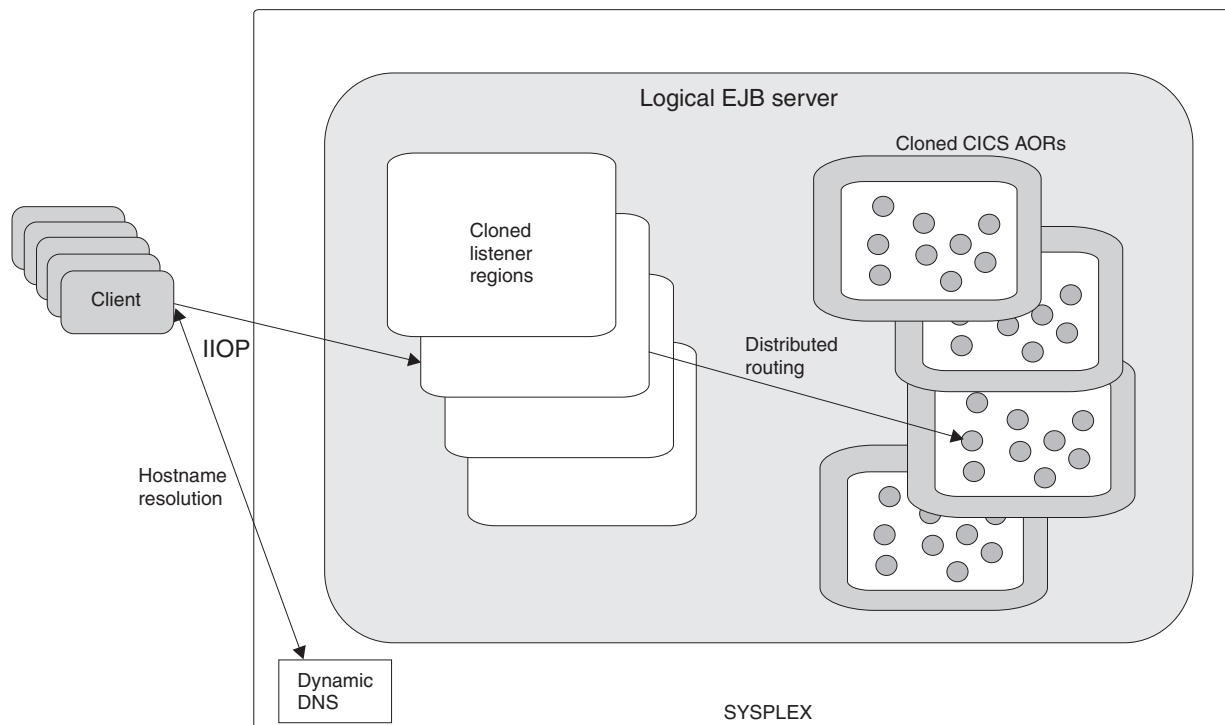 Logical EJB server
Cloned CICS AORs
Cloned
listener
regions
Client
IIOP
Distributed
routing
Hostname
resolution
Dynamic
DNS
SYSPLEX